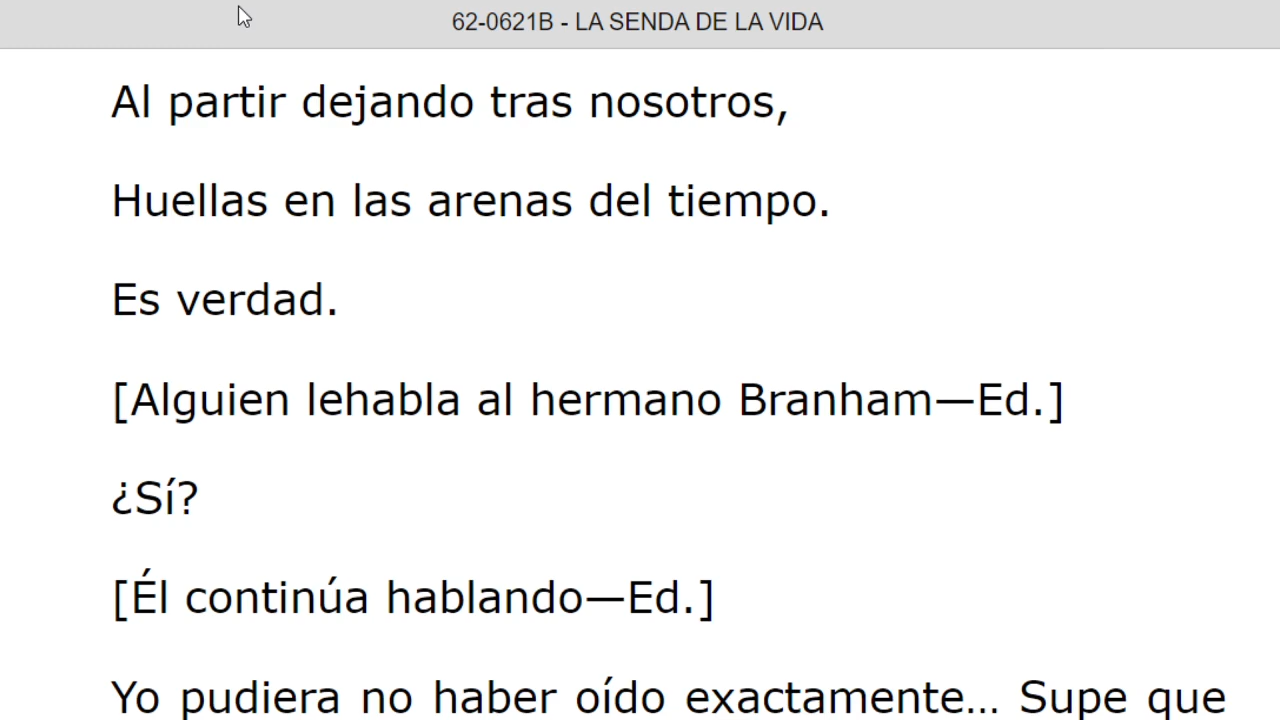 62-0621B - LA SENDA DE LA VIDA
Al partir dejando tras nosotros,
Huellas en las arenas del tiempo.
Es verdad.
[Alguien lehabla al hermano Branham—Ed.]
¿Sí?
[Él continúa hablando—Ed.]
Yo pudiera no haber oído exactamente... Supe que